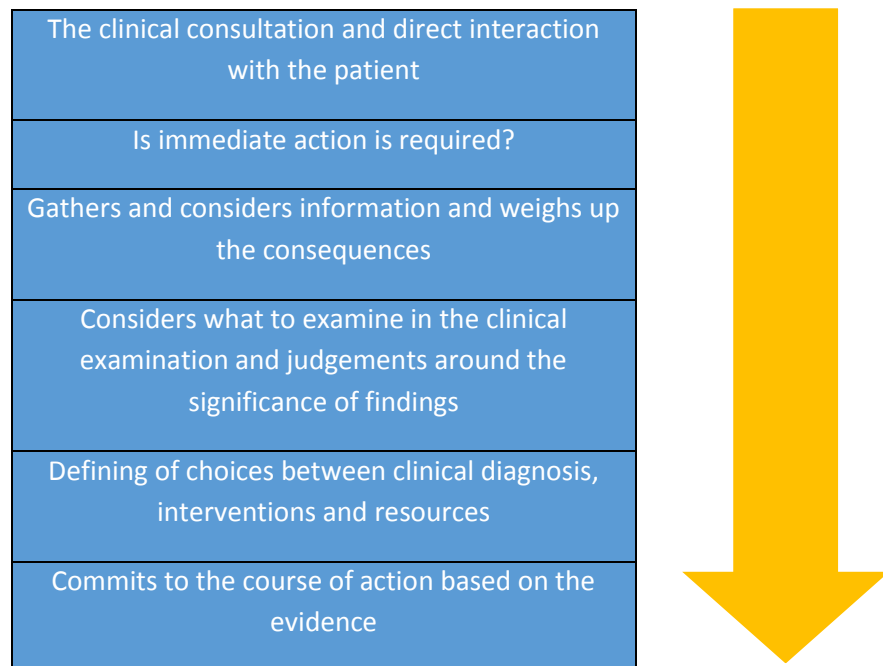 The clinical consultation and direct interaction
with the patient
Is immediate action is required?
Gathers and considers information and weighs up
the consequences
Considers what to examine in the clinical
examination and judgements around the
significance of findings
Defining of choices between clinical diagnosis,
interventions and resources
Commits to the course of action based on the
evidence